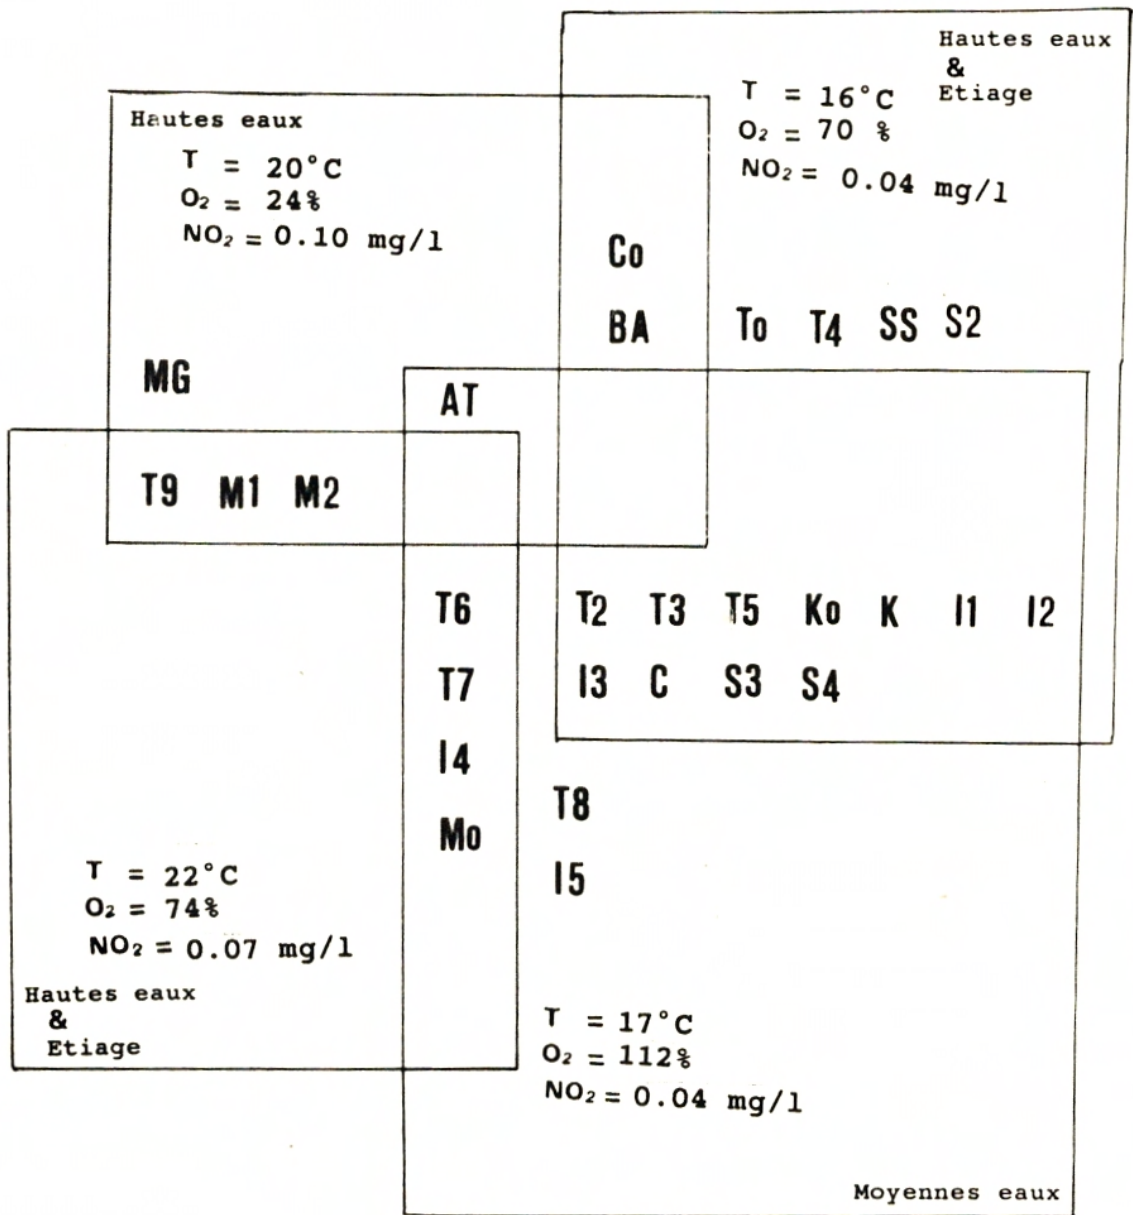 Hautes eaux
&
Etiage
T = 16°C
O₂ = 70 %
NO₂ = 0.04 mg/l
Hautes eaux
T = 20°C
O₂ = 24%
NO₂ = 0.10 mg/l
Co
BA To T4 SS S2
MG
AT
T9 M1 M2
T6 T2 T3 T5 Ko K I1 I2
T7 I3 C S3 S4
I4
T8
Mo
I5
T = 22°C
O₂ = 74%
NO₂ = 0.07 mg/l
Hautes eaux
&
Etiage
T = 17°C
O₂ = 112%
NO₂ = 0.04 mg/l
Moyennes eaux